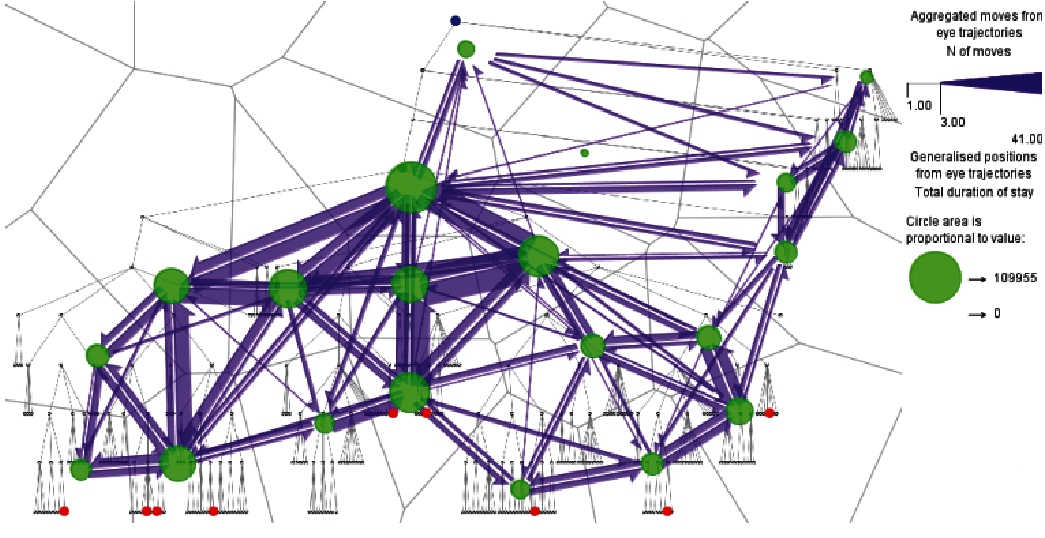 Aggregated moves from
eye trajectories
N of moves
1.00
3.00
41.00
Generalised positions
from eye trajectories
Total duration of stay
Circle area is
proportional to value:
109955
0